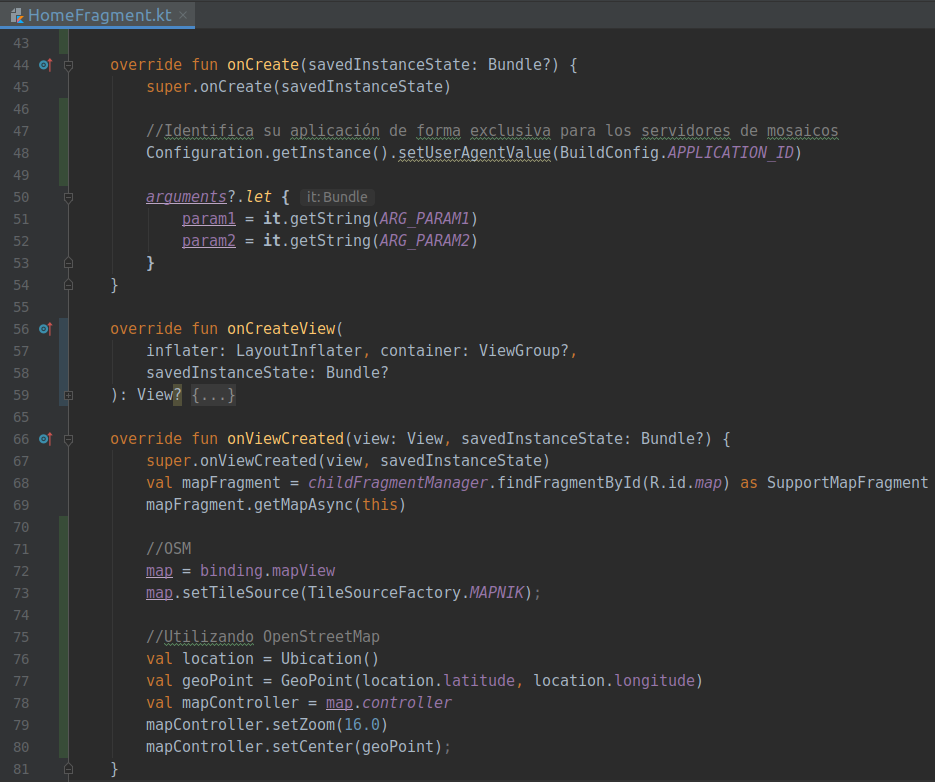 HomeFragment.kt ×
43
44 override fun onCreate(savedInstanceState: Bundle?) {
45 super.onCreate(savedInstanceState)
46
47 //Identifica su aplicación de forma exclusiva para los servidores de mosaicos
48 Configuration.getInstance().setUserAgentValue(BuildConfig.APPLICATION_ID)
49
50 arguments?.let { it: Bundle
51 param1 = it.getString(ARG_PARAM1)
52 param2 = it.getString(ARG_PARAM2)
53 }
54 }
55
56 override fun onCreateView(
57 inflater: LayoutInflater, container: ViewGroup?,
58 savedInstanceState: Bundle?
59 ): View? {...}
65
66 override fun onViewCreated(view: View, savedInstanceState: Bundle?) {
67 super.onViewCreated(view, savedInstanceState)
68 val mapFragment = childFragmentManager.findFragmentById(R.id.map) as SupportMapFragment
69 mapFragment.getMapAsync(this)
70
71 //OSM
72 map = binding.mapView
73 map.setTileSource(TileSourceFactory.MAPNIK);
74
75 //Utilizando OpenStreetMap
76 val location = Ubication()
77 val geoPoint = GeoPoint(location.latitude, location.longitude)
78 val mapController = map.controller
79 mapController.setZoom(16.0)
80 mapController.setCenter(geoPoint);
81 }